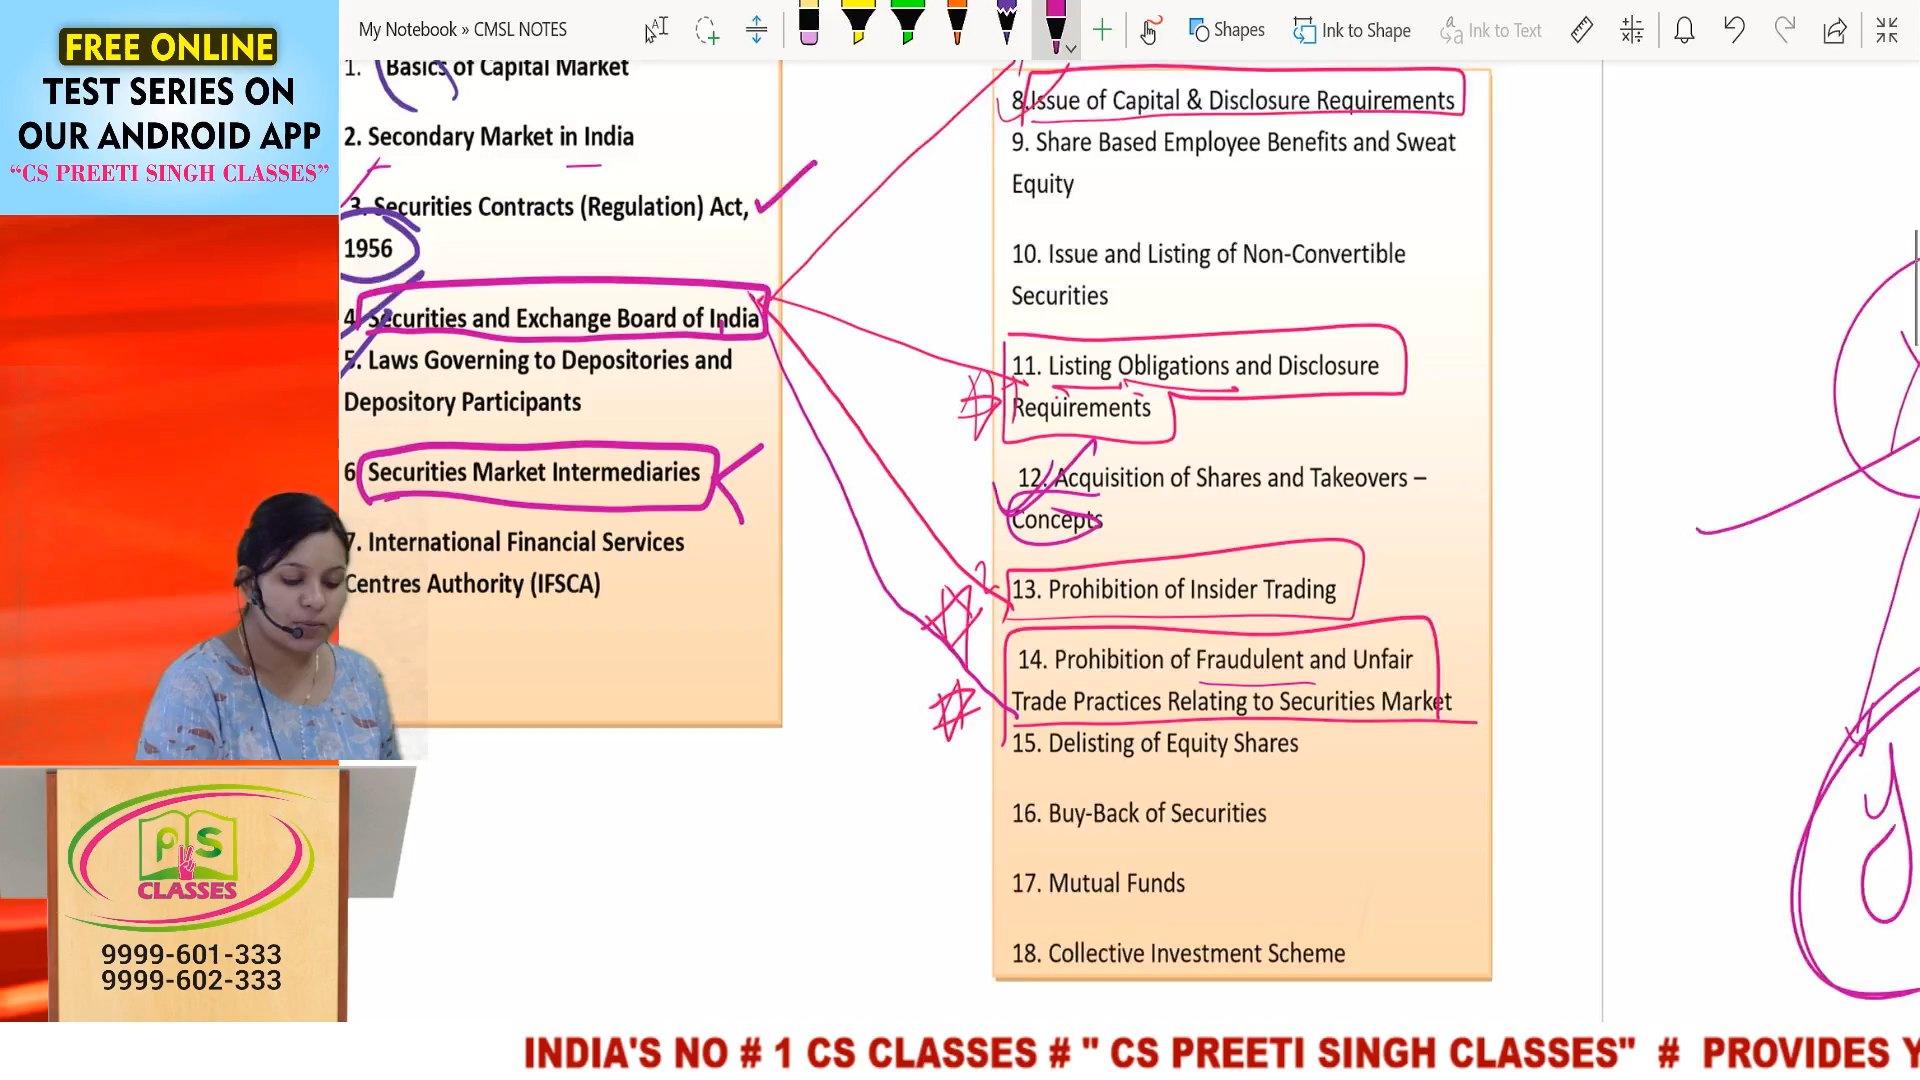 FREE ONLINE
TEST SERIES ON
OUR ANDROID APP
“CS PREETI SINGH CLASSES”
My Notebook » CMSL NOTES
Shapes
Ink to Shape
Ink to Text
1. Basics of Capital Market
2. Secondary Market in India
3. Securities Contracts (Regulation) Act,
1956
4. Securities and Exchange Board of India
5. Laws Governing to Depositories and
Depository Participants
6 Securities Market Intermediaries
7. International Financial Services
Centres Authority (IFSCA)
8. Issue of Capital & Disclosure Requirements
9. Share Based Employee Benefits and Sweat
Equity
10. Issue and Listing of Non-Convertible
Securities
11. Listing Obligations and Disclosure
Requirements
12. Acquisition of Shares and Takeovers –
Concepts
13. Prohibition of Insider Trading
14. Prohibition of Fraudulent and Unfair
Trade Practices Relating to Securities Market
15. Delisting of Equity Shares
16. Buy-Back of Securities
17. Mutual Funds
18. Collective Investment Scheme
PS
CLASSES
9999-601-333
9999-602-333
INDIA'S NO # 1 CS CLASSES # " CS PREETI SINGH CLASSES" # PROVIDES Y